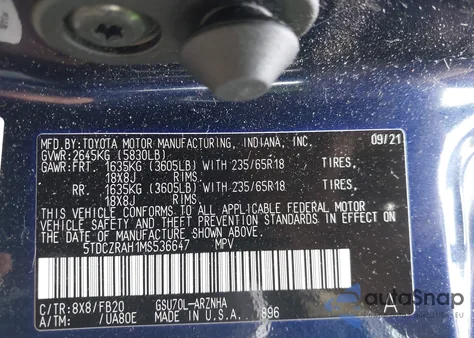 MFD.BY:TOYOTA MOTOR MANUFACTURING, INDIANA, INC. 09/21
GVWR:2645KG (5830LB)
GAWR:FRT. 1635KG (3605LB) WITH 235/65R18 TIRES,
18X8J RIMS,
RR. 1635KG (3605LB) WITH 235/65R18 TIRES,
18X8J RIMS.
THIS VEHICLE CONFORMS TO ALL APPLICABLE FEDERAL MOTOR
VEHICLE SAFETY AND THEFT PREVENTION STANDARDS IN EFFECT
ON THE DATE OF MANUFACTURE SHOWN ABOVE.
5TDCZRAH1MS536647 MPV
C/TR:8X8/FB20 GSU70L-ARZNHA
A/TM: /UA80E MADE IN U.S.A. 896 A
autoSnap